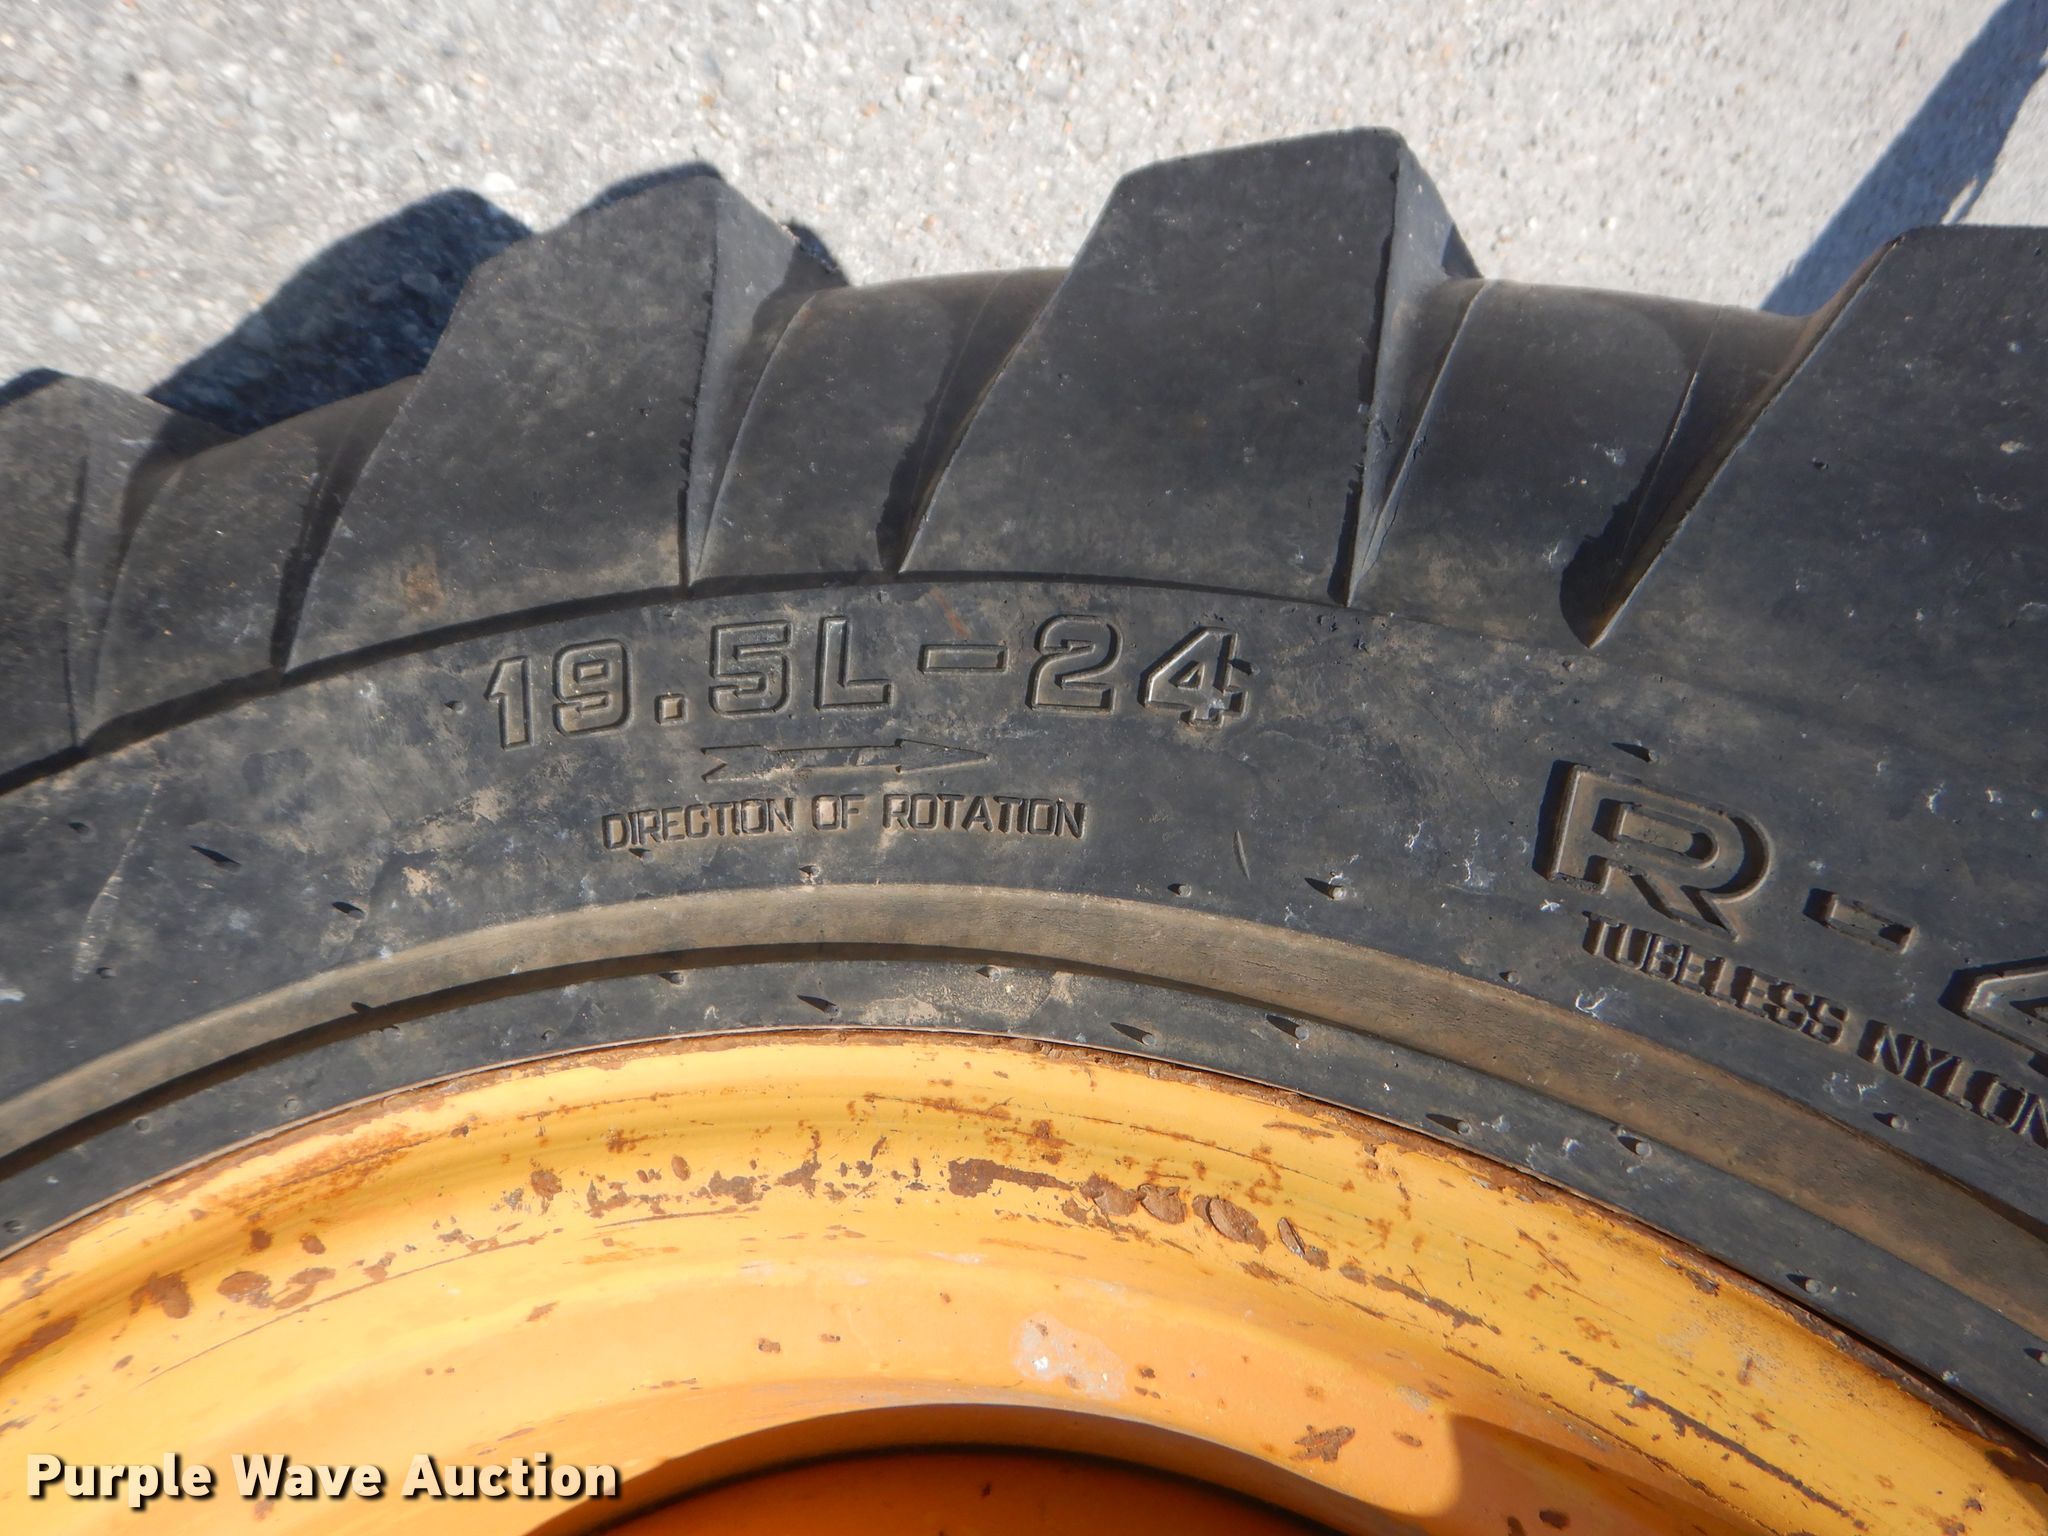 19.5L-24
DIRECTION OF ROTATION
R-4
TUBELESS NYLON
Purple Wave Auction